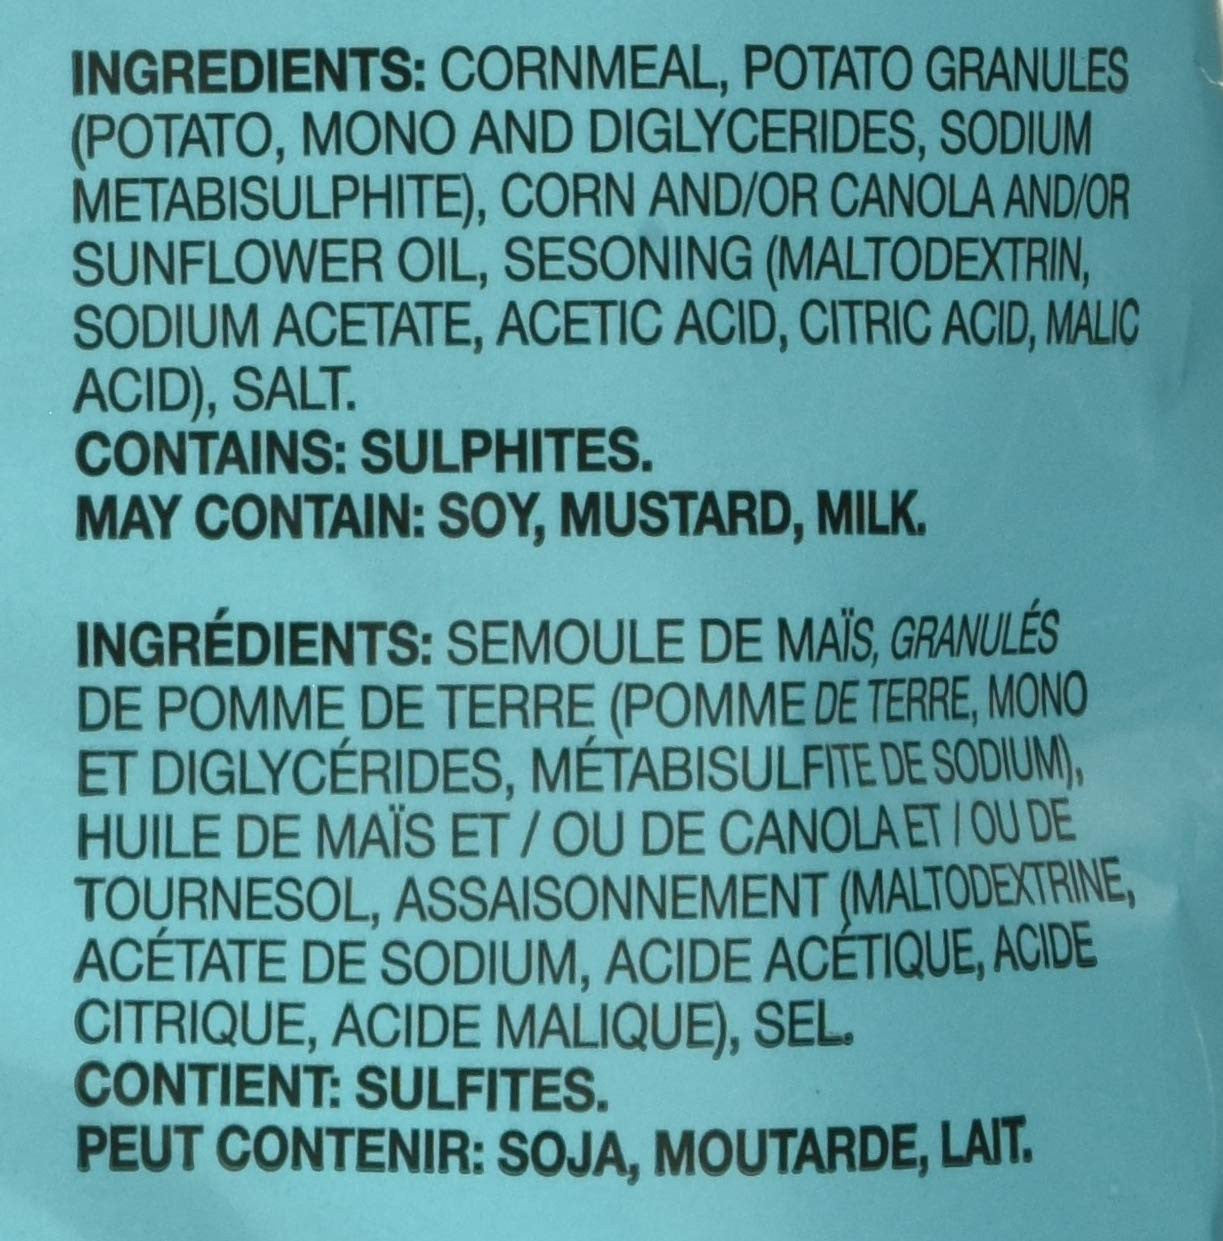 INGREDIENTS: CORNMEAL, POTATO GRANULES
(POTATO, MONO AND DIGLYCERIDES, SODIUM
METABISULPHITE), CORN AND/OR CANOLA AND/OR
SUNFLOWER OIL, SESONING (MALTODEXTRIN,
SODIUM ACETATE, ACETIC ACID, CITRIC ACID, MALIC
ACID), SALT.
CONTAINS: SULPHITES.
MAY CONTAIN: SOY, MUSTARD, MILK.
INGRÉDIENTS: SEMOULE DE MAÏS, GRANULÉS
DE POMME DE TERRE (POMME DE TERRE, MONO
ET DIGLYCÉRIDES, MÉTABISULFITE DE SODIUM),
HUILE DE MAÏS ET / OU DE CANOLA ET / OU DE
TOURNESOL, ASSAISONNEMENT (MALTODEXTRINE,
ACÉTATE DE SODIUM, ACIDE ACÉTIQUE, ACIDE
CITRIQUE, ACIDE MALIQUE), SEL.
CONTIENT: SULFITES.
PEUT CONTENIR: SOJA, MOUTARDE, LAIT.